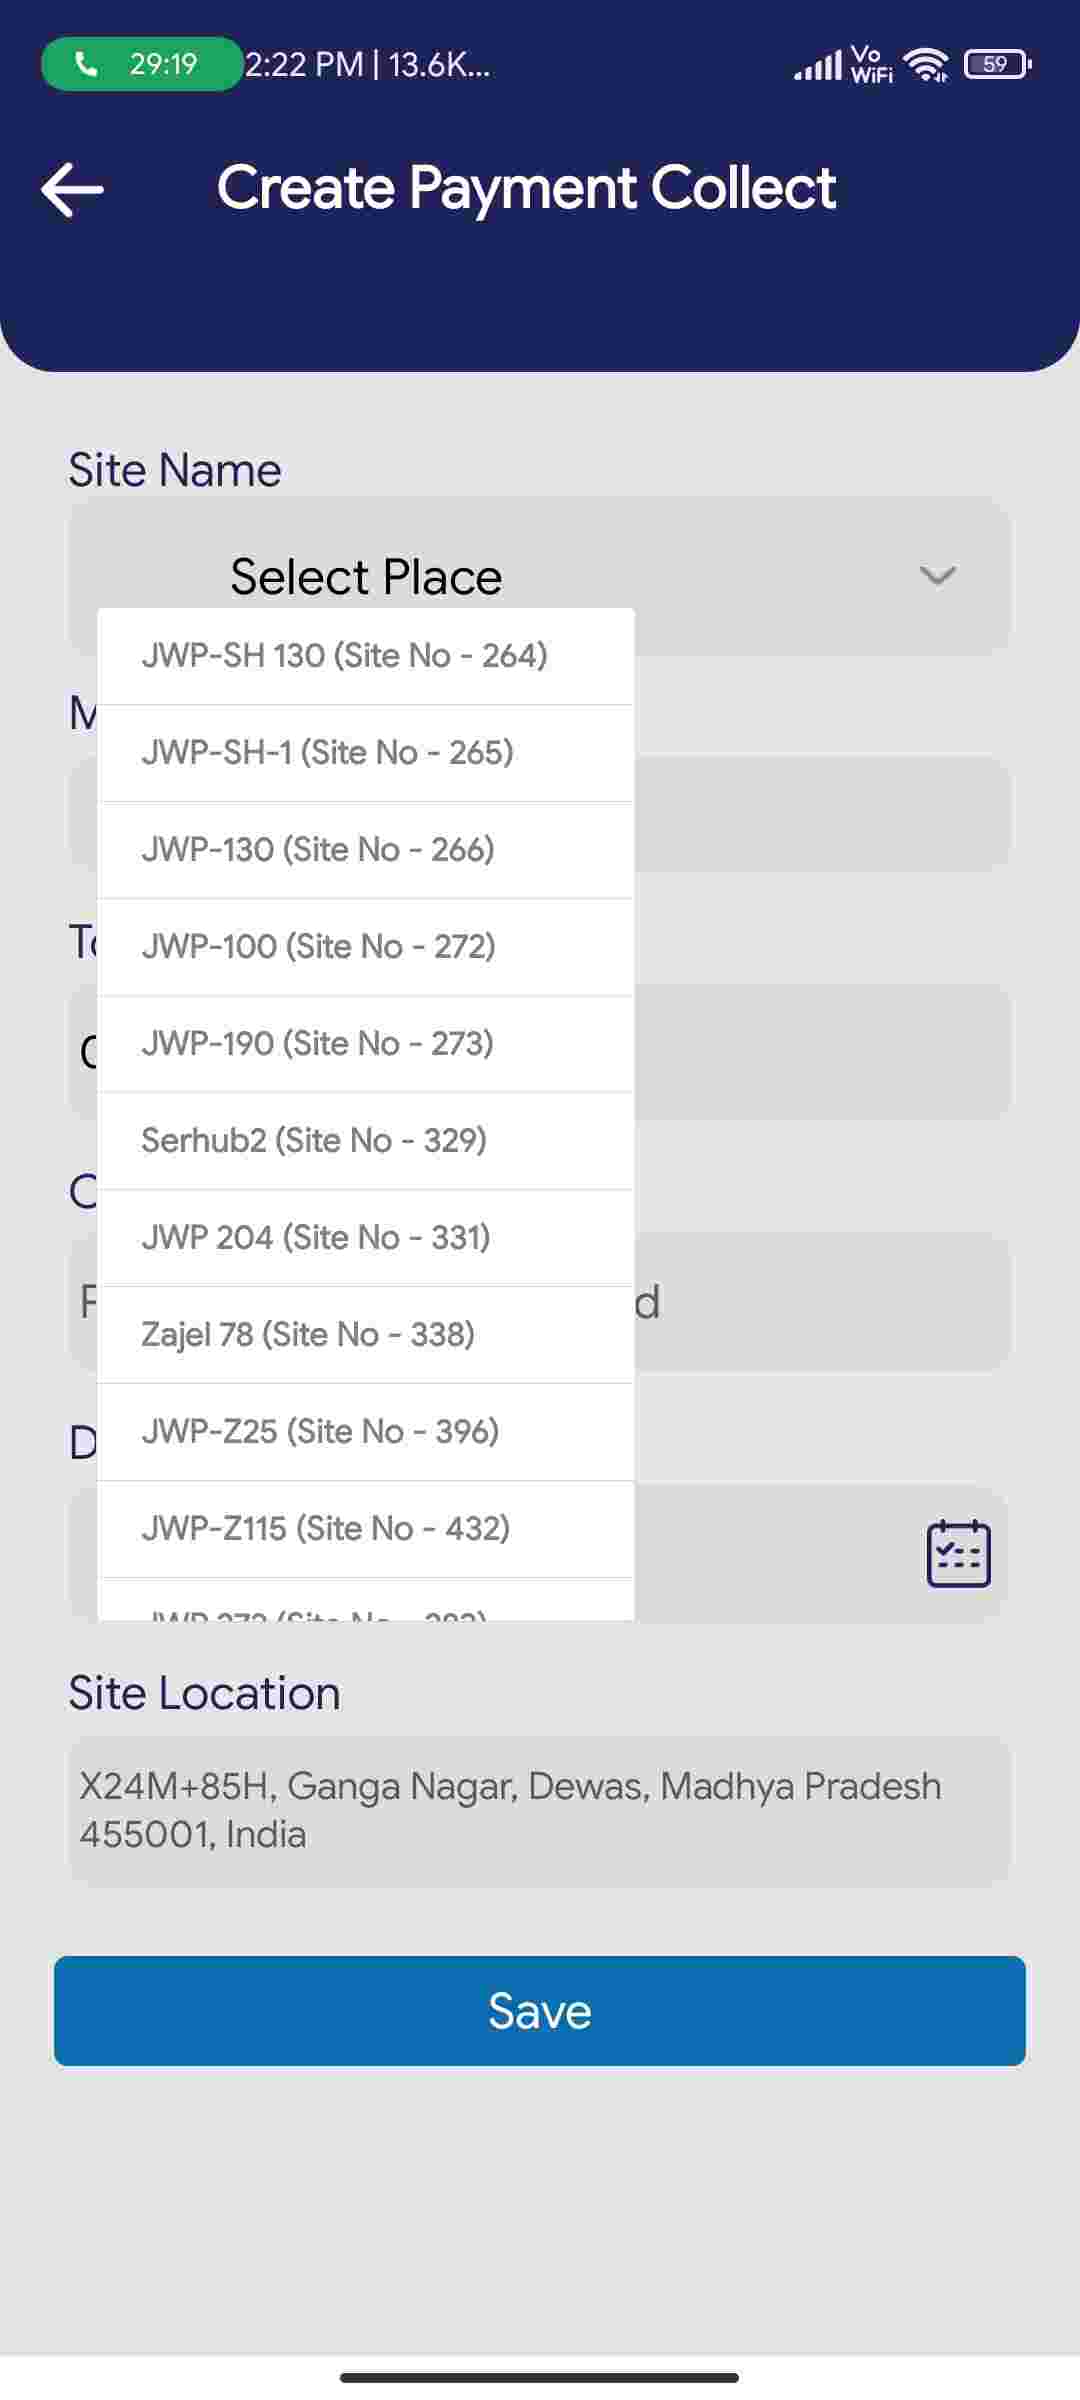 29:19 2:22 PM | 13.6K...
Vo WiFi 59
Create Payment Collect
Site Name
Select Place
JWP-SH 130 (Site No - 264)
JWP-SH-1 (Site No - 265)
JWP-130 (Site No - 266)
JWP-100 (Site No - 272)
JWP-190 (Site No - 273)
Serhub2 (Site No - 329)
JWP 204 (Site No - 331)
Zajel 78 (Site No - 338)
JWP-Z25 (Site No - 396)
JWP-Z115 (Site No - 432)
Site Location
X24M+85H, Ganga Nagar, Dewas, Madhya Pradesh
455001, India
Save